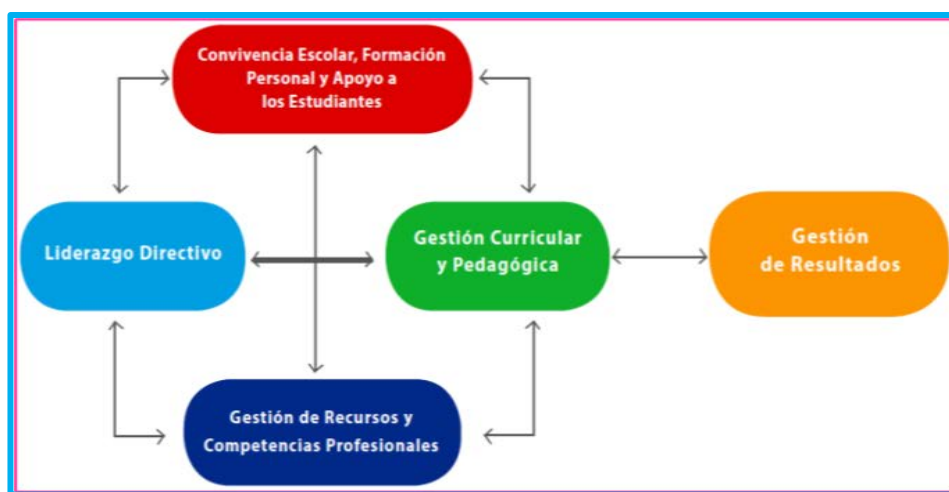 Convivencia Escolar, Formación
Personal y Apoyo a
los Estudiantes
Liderazgo Directivo
Gestión Curricular
y Pedagógica
Gestión
de Resultados
Gestión de Recursos y
Competencias Profesionales